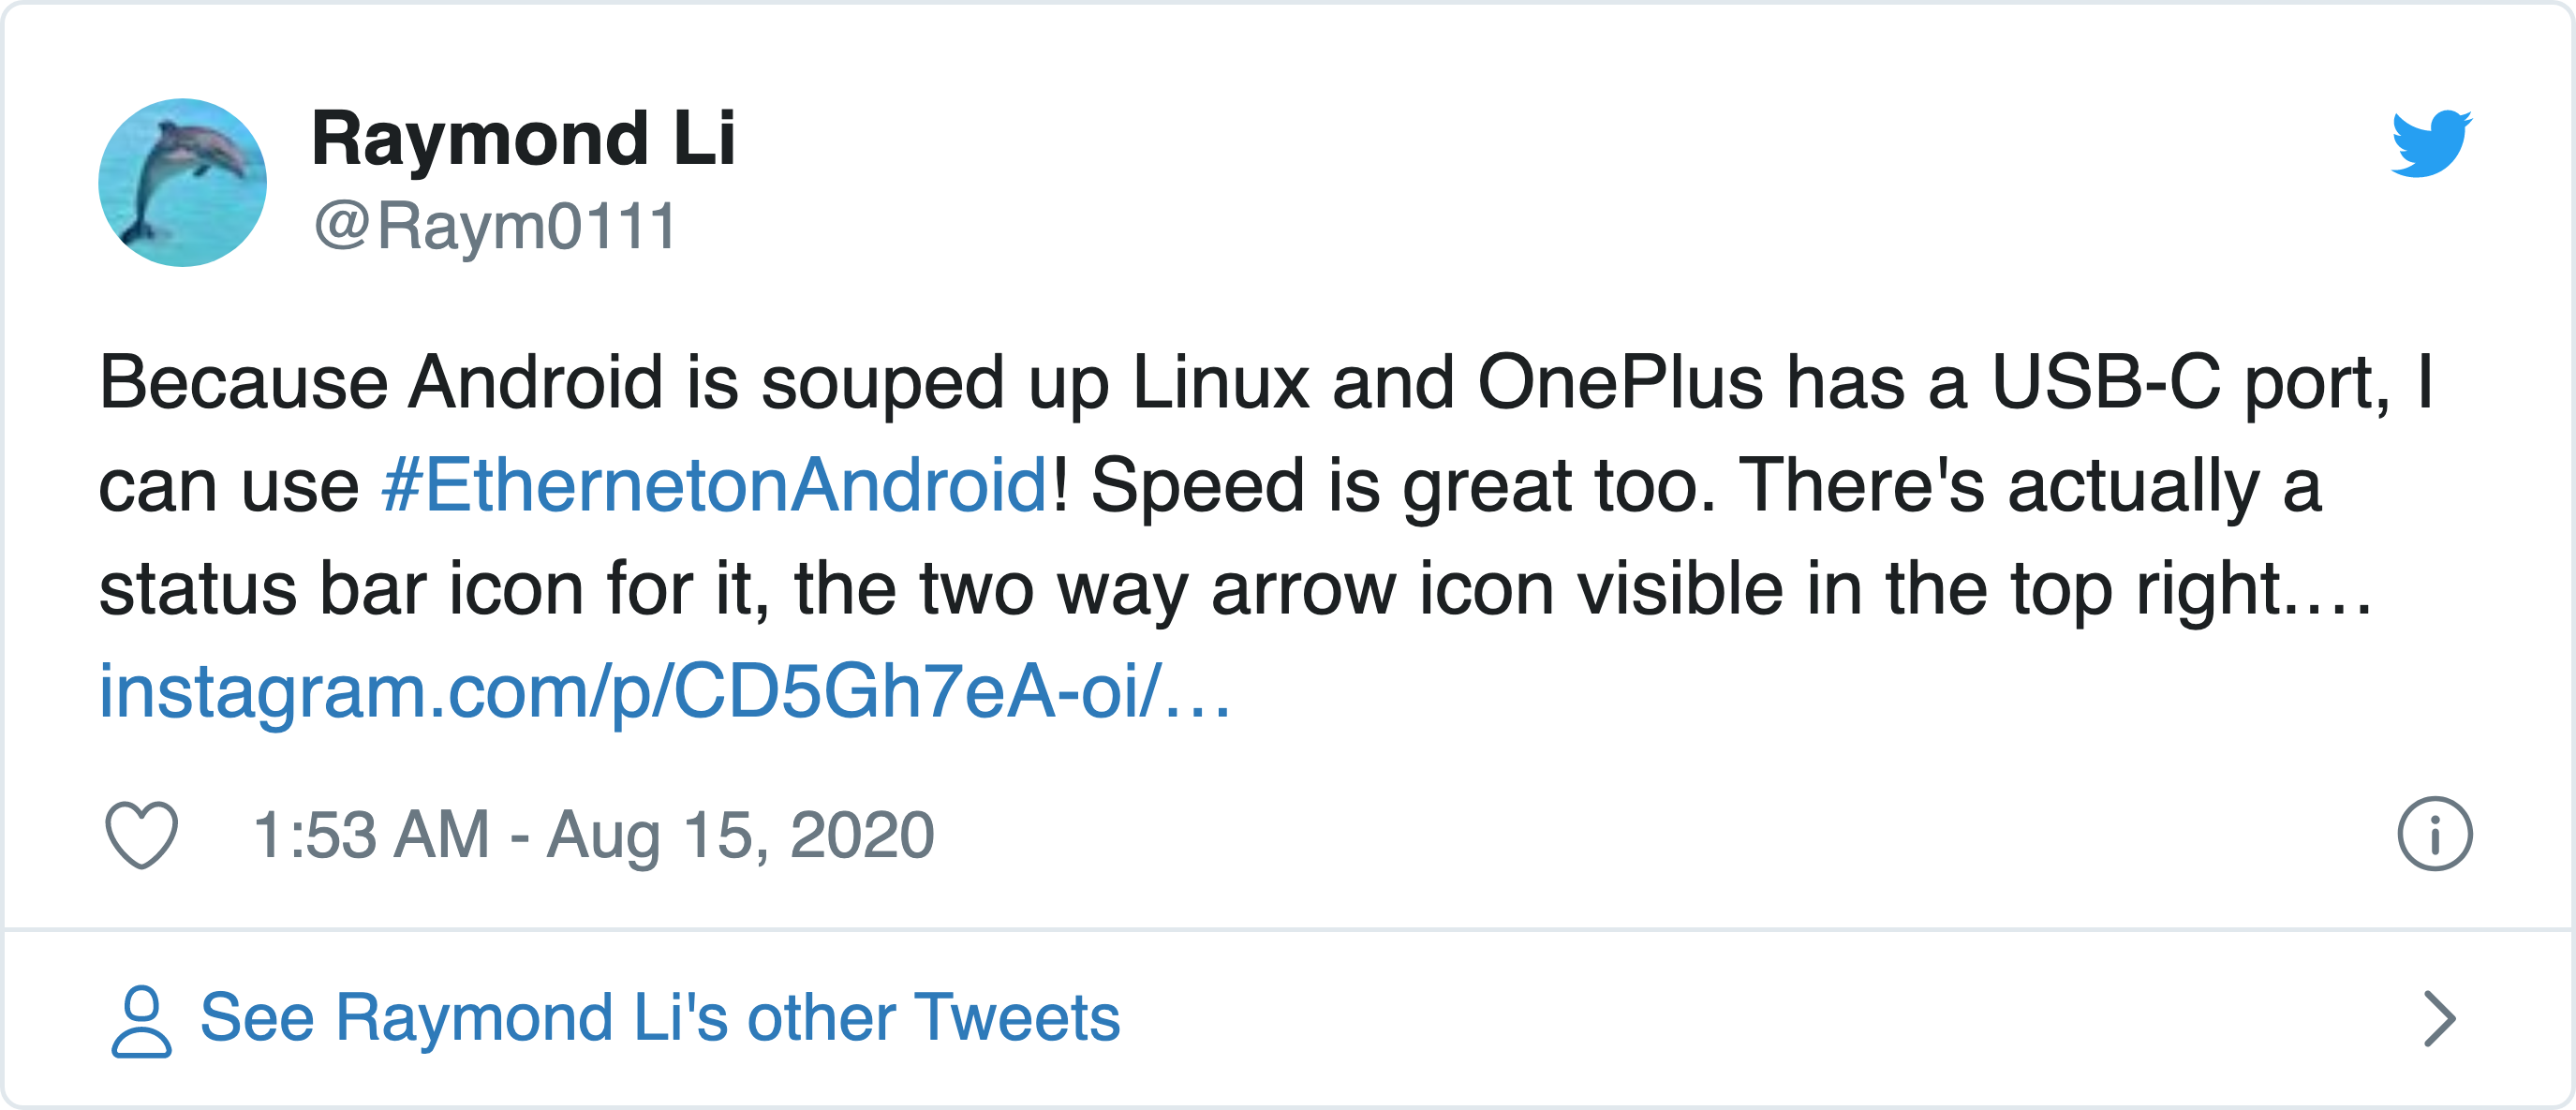 Raymond Li
@Raym0111
Because Android is souped up Linux and OnePlus has a USB-C port, I
can use #EthernetonAndroid! Speed is great too. There's actually a
status bar icon for it, the two way arrow icon visible in the top right.…
instagram.com/p/CD5Gh7eA-oi/…
1:53 AM - Aug 15, 2020
See Raymond Li's other Tweets